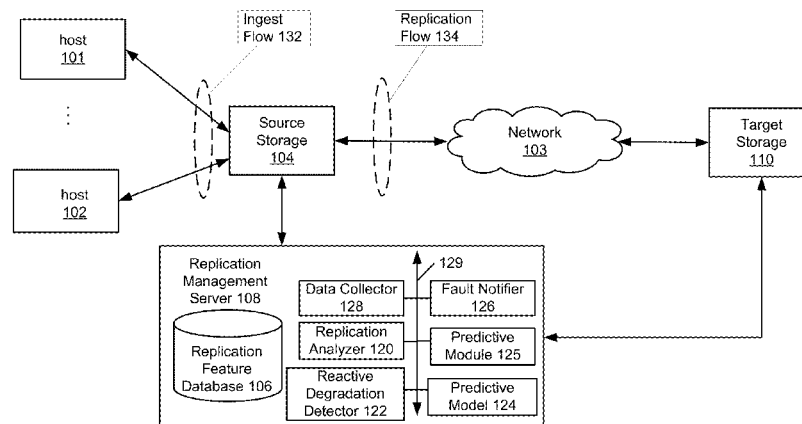 Ingest
Flow 132
Replication
Flow 134
host
101
⋮
host
102
Source
Storage
104
Network
103
Target
Storage
110
129
Replication
Management
Server 108
Replication
Feature
Database 106
Data Collector
128
Fault Notifier
126
Replication
Analyzer 120
Predictive
Module 125
Reactive
Degradation
Detector 122
Predictive
Model 124